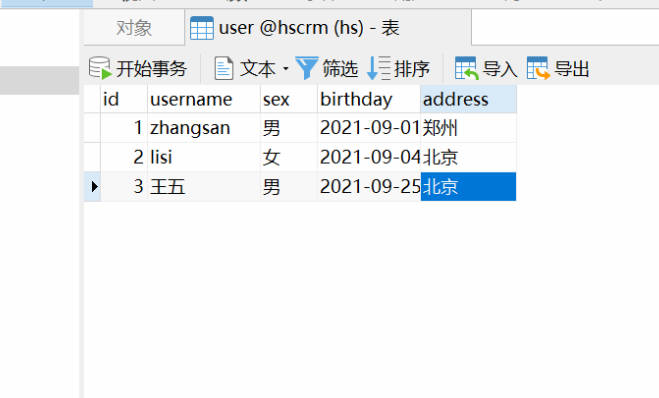 对象 user @hscrm (hs) - 表
开始事务 文本 筛选 排序 导入 导出
id username sex birthday address
1 zhangsan 男 2021-09-01 郑州
2 lisi 女 2021-09-04 北京
3 王五 男 2021-09-25 北京